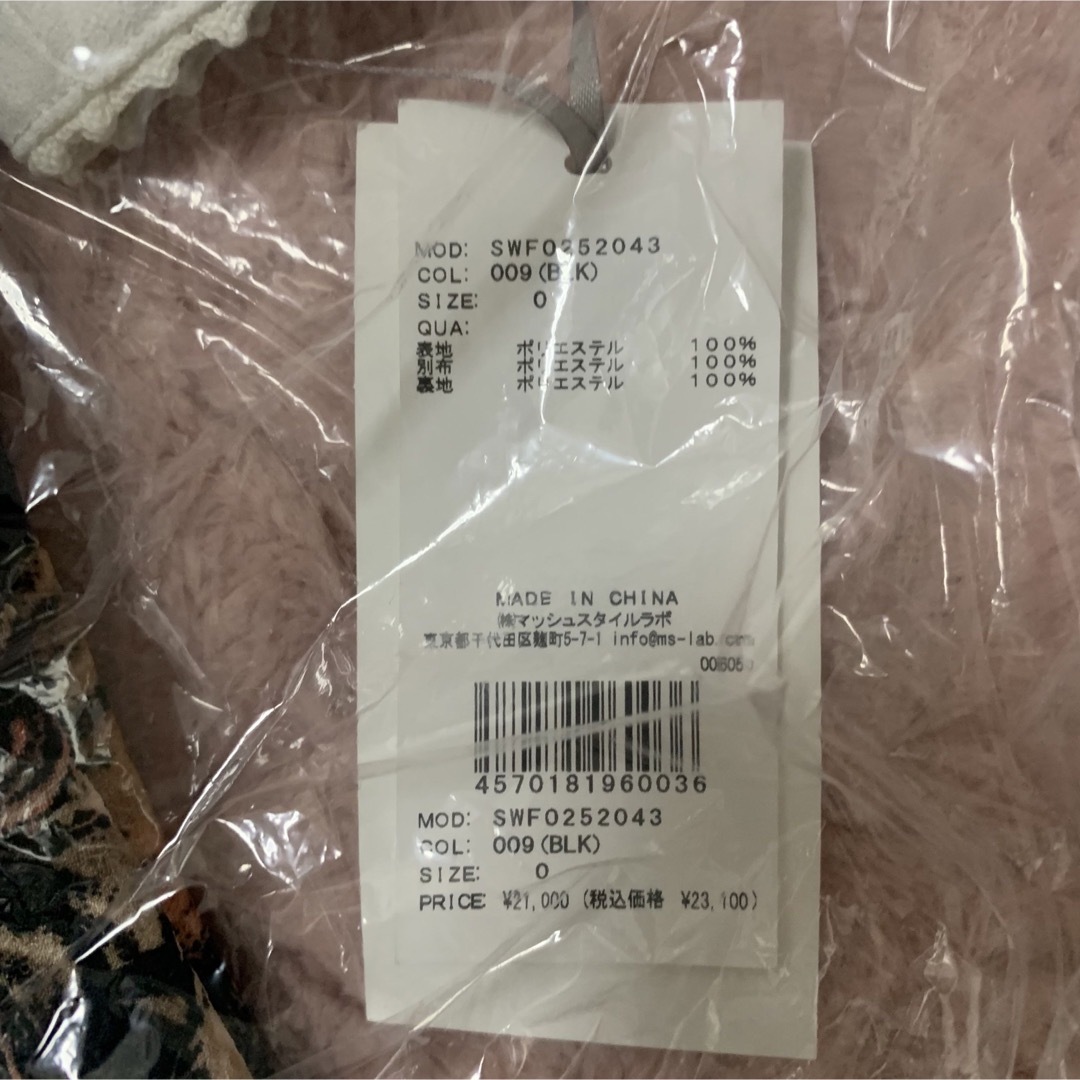 MOD: SWF0252043
COL: 009(BLK)
SIZE: 0
QUA:
表地 ポリエステル 100%
別布 ポリエステル 100%
裏地 ポリエステル 100%
MADE IN CHINA
㈱マッシュスタイルラボ
東京都千代田区麹町5-7-1 info@ms-lab.com
4570181960036
MOD: SWF0252043
COL: 009(BLK)
SIZE: 0
PRICE: ¥21,000 (税込価格 ¥23,100)